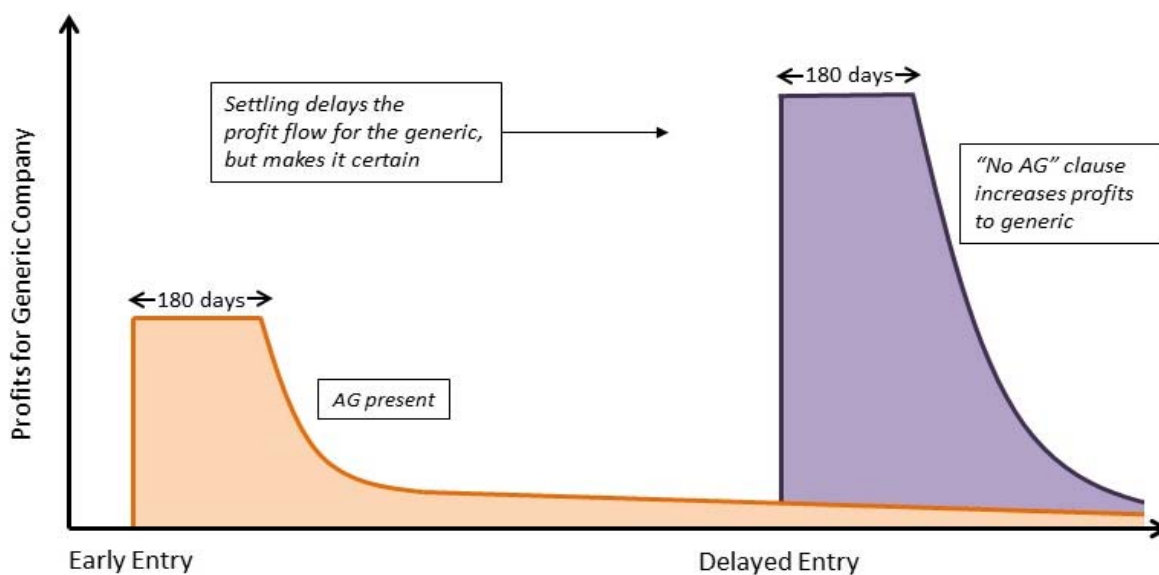 180 days
Settling delays the
profit flow for the generic,
but makes it certain
“No AG” clause
increases profits
to generic
180 days
AG present
Profits for Generic Company
Early Entry
Delayed Entry